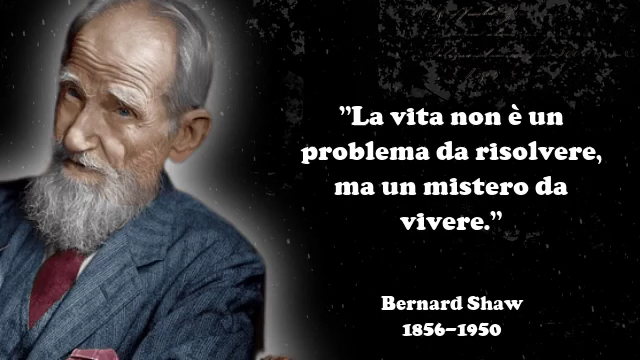 ”La vita non è un
problema da risolvere,
ma un mistero da
vivere.”
Bernard Shaw
1856–1950